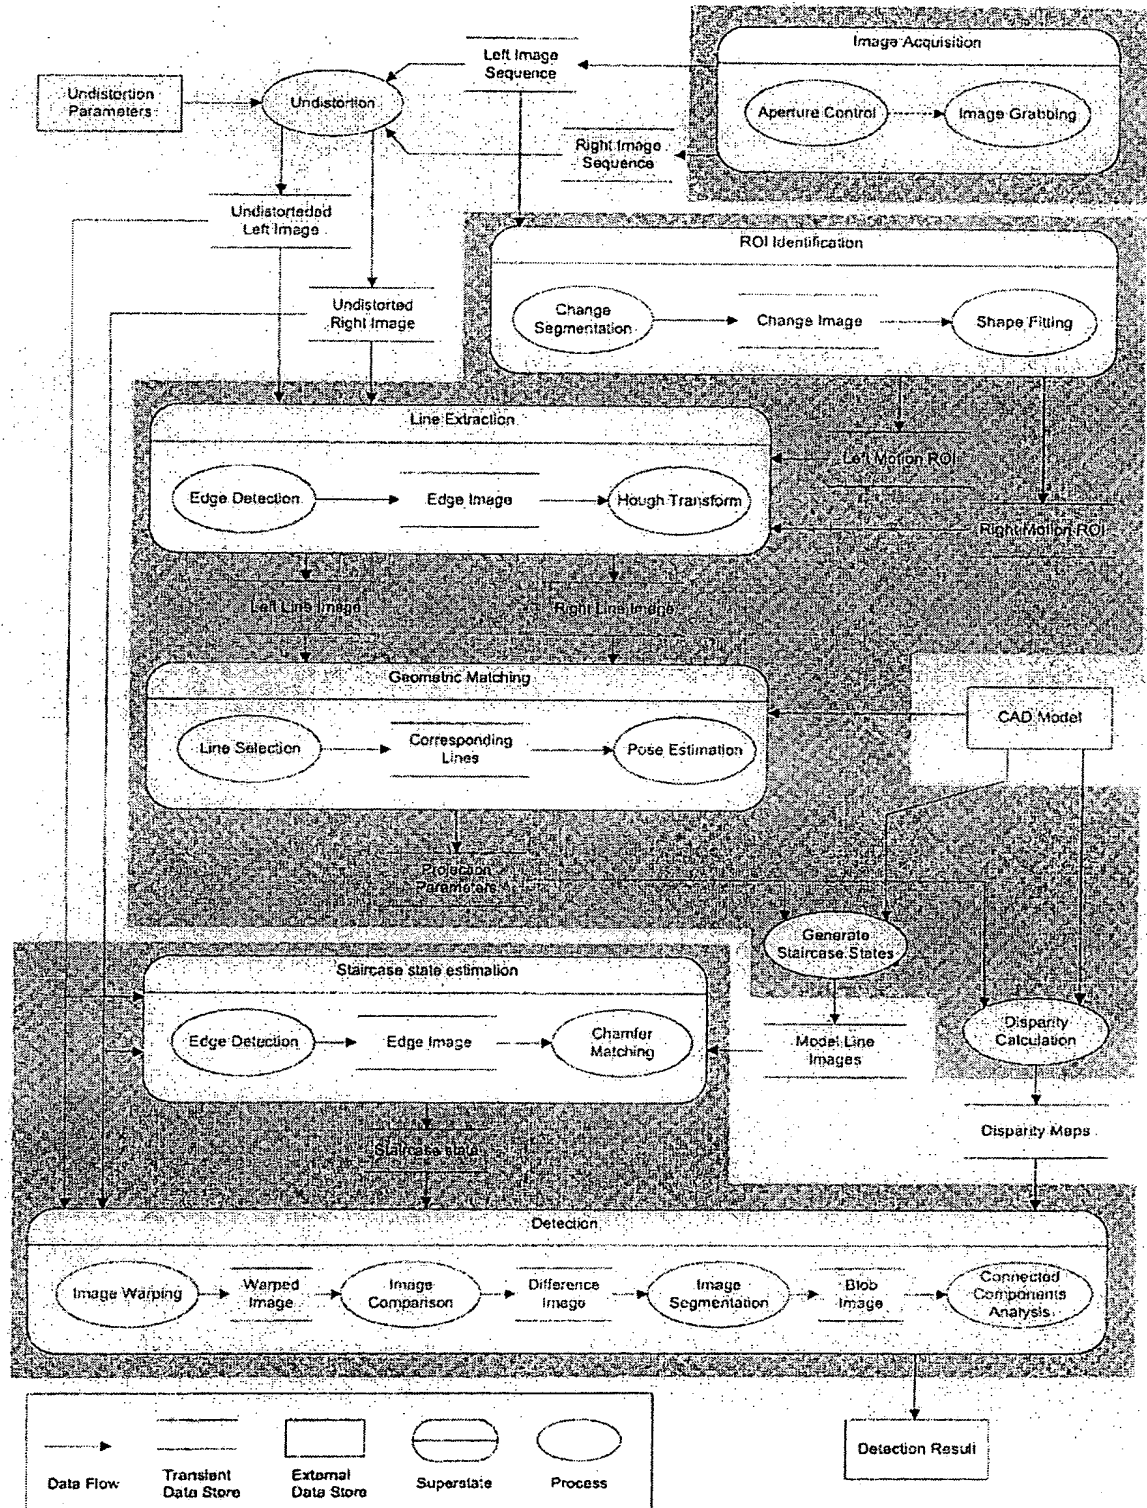 Image Acquisition
Left Image
Sequence
Undistortion
Parameters
Undistortion
Aperture Control
Image Grabbing
Right Image
Sequence
Undistorteded
Left Image
ROI Identification
Undistorted
Right Image
Change
Segmentation
Change Image
Shape Fitting
Line Extraction
Left Motion ROI
Edge Detection
Edge Image
Hough Transform
Right Motion ROI
Left Line Image
Right Line Image
Geometric Matching
CAD Model
Line Selection
Corresponding
Lines
Pose Estimation
Projection
Parameters
Generate
Staircase States
Staircase state estimation
Edge Detection
Edge Image
Chamfer
Matching
Model Line
Images
Disparity
Calculation
Disparity Maps
Staircase state
Detection
Image Warping
Warped
Image
Image
Comparison
Difference
Image
Image
Segmentation
Blob
Image
Connected
Components
Analysis
Detection Result
Data Flow
Transient
Data Store
External
Data Store
Superstate
Process